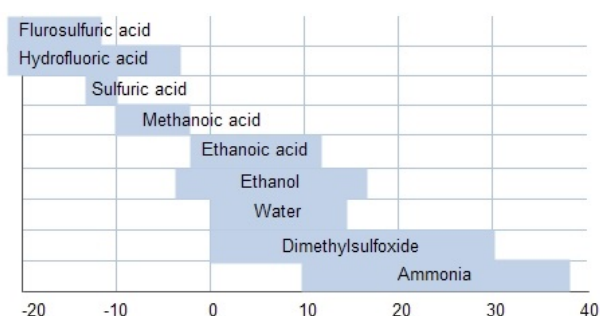 Flurosulfuric acid
Hydrofluoric acid
Sulfuric acid
Methanoic acid
Ethanoic acid
Ethanol
Water
Dimethylsulfoxide
Ammonia
-20 -10 0 10 20 30 40